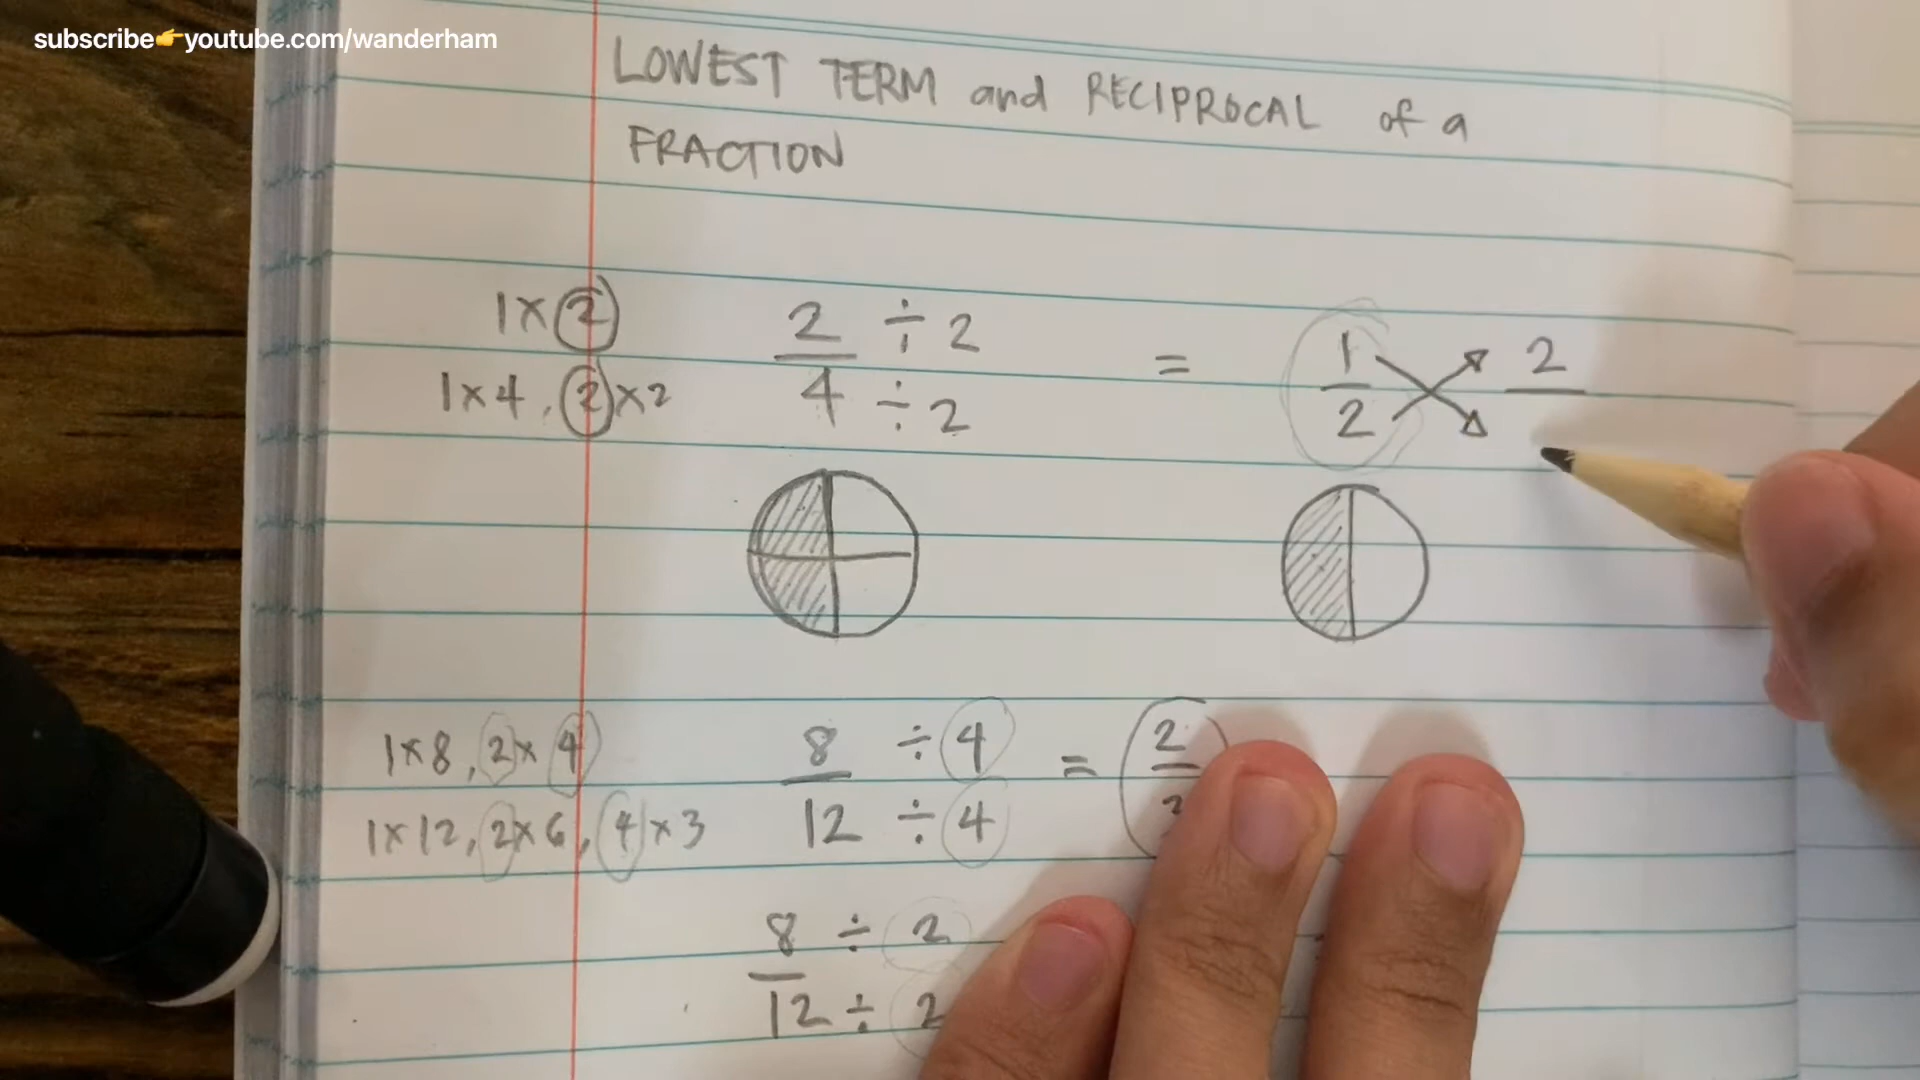 subscribe👉youtube.com/wanderham
LOWEST TERM and RECIPROCAL of a
FRACTION
1×2
1×4, 2×2
2 ÷ 2
4 ÷ 2
=
1 2
2
1×8, 2×4
1×12, 2×6, 4×3
8 ÷ 4
12 ÷ 4
=
2
8 ÷ 2
12 ÷ 2